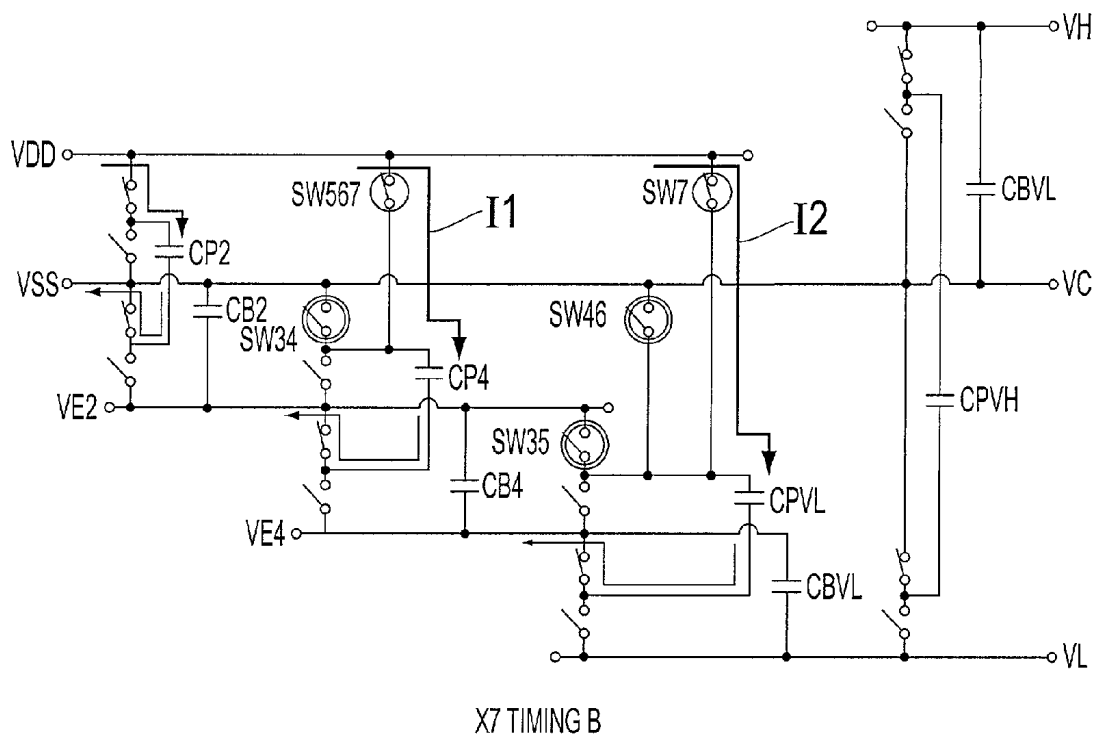 VH
VDD
SW567
I1
SW7
I2
CBVL
CP2
VSS
VC
CB2
SW34
SW46
CP4
CPVH
VE2
SW35
CB4
CPVL
VE4
CBVL
VL
X7 TIMING B